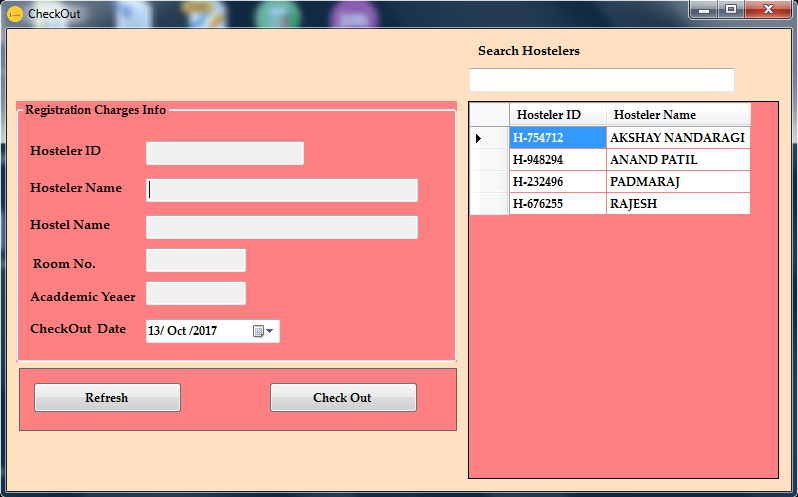 CheckOut
Search Hostelers
Registration Charges Info
Hosteler ID
Hosteler Name
Hostel Name
Room No.
Acaddemic Yeaer
CheckOut Date
13/ Oct /2017
Refresh
Check Out
Hosteler ID Hosteler Name
H-754712 AKSHAY NANDARAGI
H-948294 ANAND PATIL
H-232496 PADMARAJ
H-676255 RAJESH